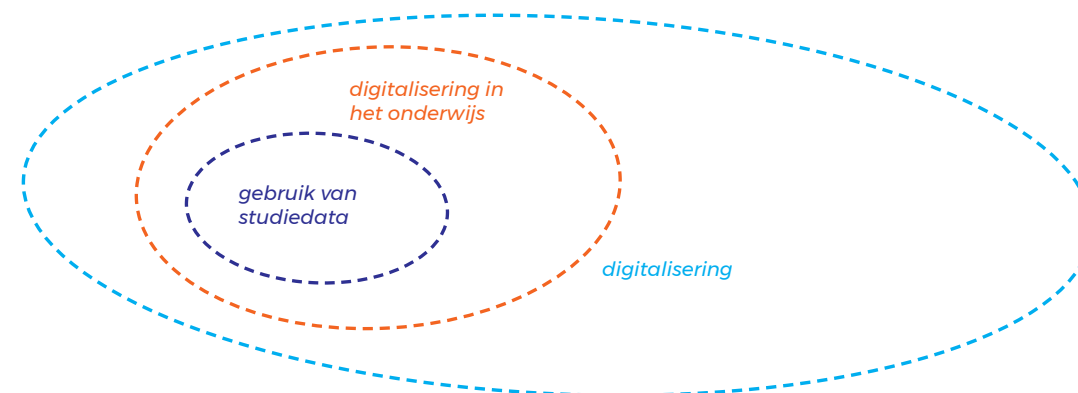 digitalisering in
het onderwijs
gebruik van
studiedata
digitalisering